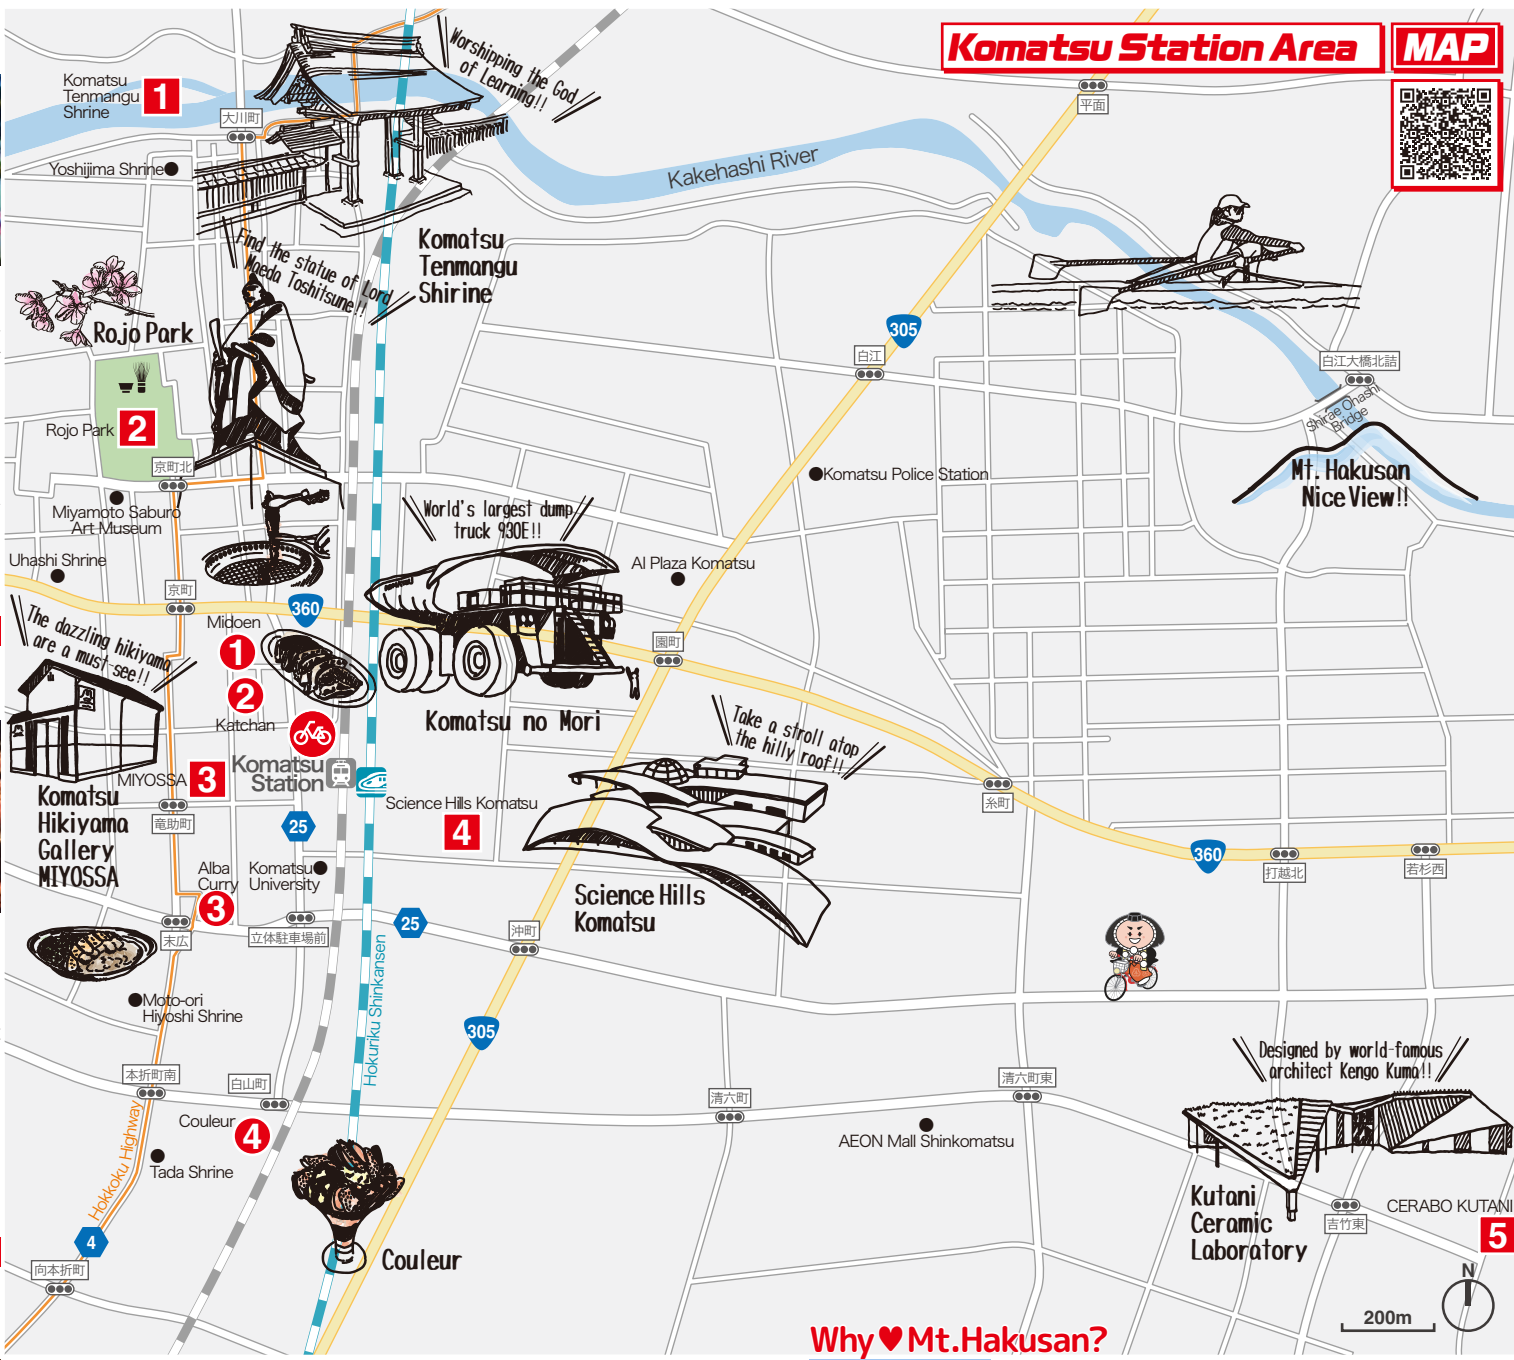 Komatsu Station Area
MAP
Worshipping the God
of Learning!!
Komatsu
Tenmangu
Shrine
1
大川町
平面
Yoshijima Shrine
Kakehashi River
Komatsu
Tenmangu
Shirine
Find the statue of Lord
Maeda Toshitsune!!
Rojo Park
305
白江
白江大橋北詰
Shirae Ohashi
Bridge
Rojo Park
2
京町北
Komatsu Police Station
Mt. Hakusan
Nice View!!
Miyamoto Saburo
Art Museum
World's largest dump
truck 930E!!
Uhashi Shrine
Al Plaza Komatsu
京町
360
The dazzling hikiyama
are a must-see!!
Midoen
1
2
Katchan
園町
Komatsu no Mori
Take a stroll atop
the hilly roof!!
MIYOSSA
3
Komatsu
Station
Komatsu
Hikiyama
Gallery
MIYOSSA
竜助町
25
Science Hills Komatsu
4
糸町
360
打越北
若杉西
Alba
Curry
3
Komatsu
University
Science Hills
Komatsu
末広
立体駐車場前
25
沖町
Hokuriku Shinkansen
Moto-ori
Hiyoshi Shrine
305
Designed by world-famous
architect Kengo Kuma!!
本折町南
白山町
清六町
清六町東
Couleur
4
AEON Mall Shinkomatsu
Hokkoku Highway
Tada Shrine
Kutani
Ceramic
Laboratory
吉竹東
CERABO KUTANI
5
4
向本折町
Couleur
N
200m
Why♥Mt.Hakusan?